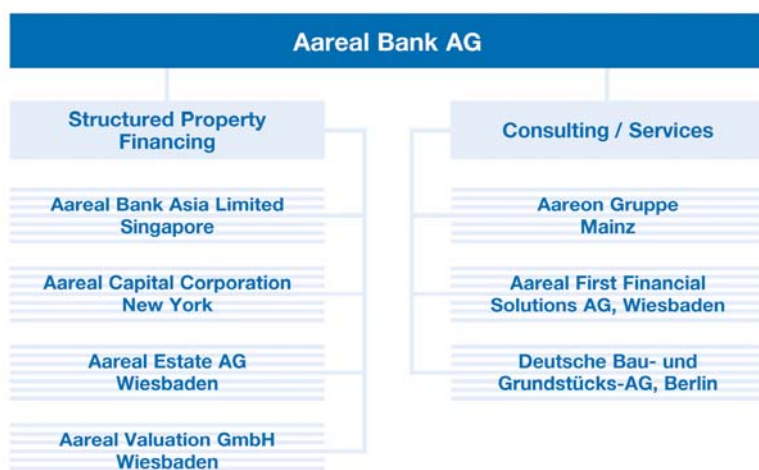 Aareal Bank AG
Structured Property
Financing
Aareal Bank Asia Limited
Singapore
Aareal Capital Corporation
New York
Aareal Estate AG
Wiesbaden
Aareal Valuation GmbH
Wiesbaden
Consulting / Services
Aareon Gruppe
Mainz
Aareal First Financial
Solutions AG, Wiesbaden
Deutsche Bau- und
Grundstücks-AG, Berlin